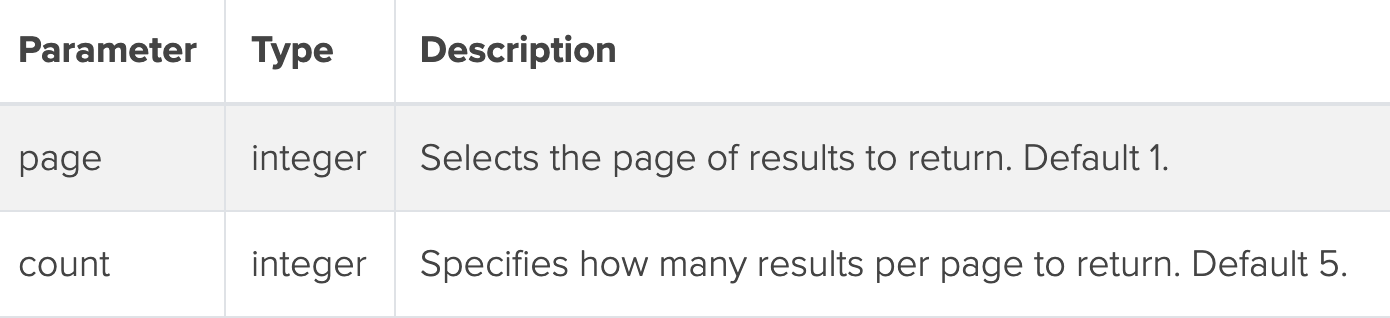 Parameter Type Description
page integer Selects the page of results to return. Default 1.
count integer Specifies how many results per page to return. Default 5.